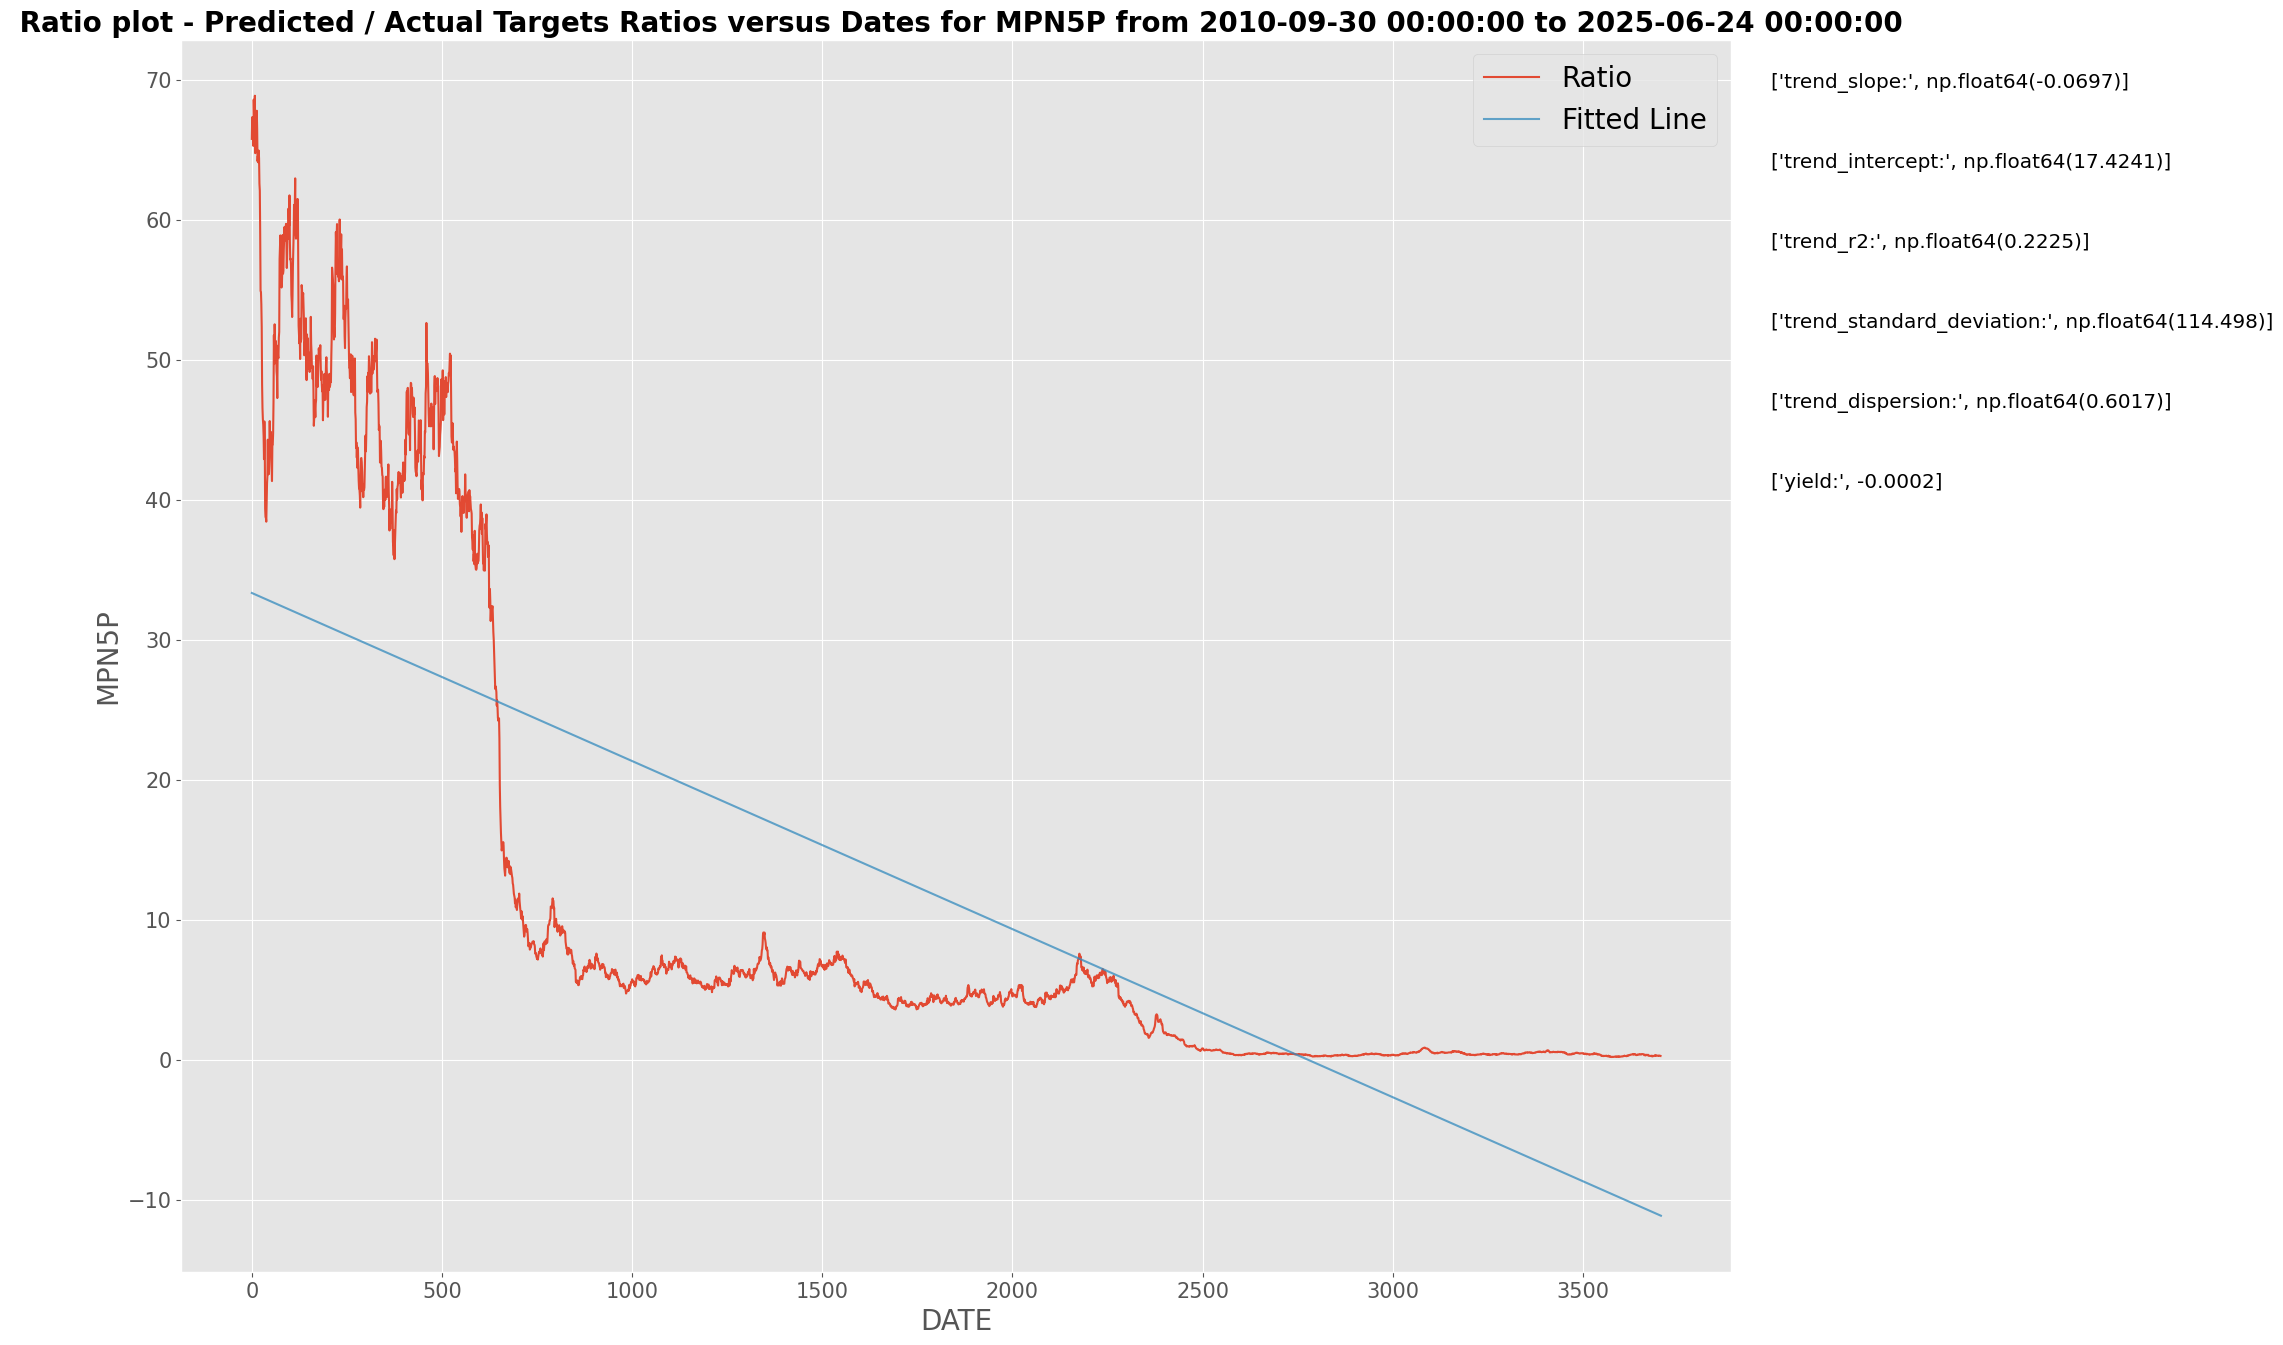 Ratio plot - Predicted / Actual Targets Ratios versus Dates for MPN5P from 2010-09-30 00:00:00 to 2025-06-24 00:00:00
Ratio
Fitted Line
['trend_slope:', np.float64(-0.0697)]
['trend_intercept:', np.float64(17.4241)]
['trend_r2:', np.float64(0.2225)]
['trend_standard_deviation:', np.float64(114.498)]
['trend_dispersion:', np.float64(0.6017)]
['yield:', -0.0002]
MPN5P
70
60
50
40
30
20
10
0
−10
0
500
1000
1500
2000
2500
3000
3500
DATE